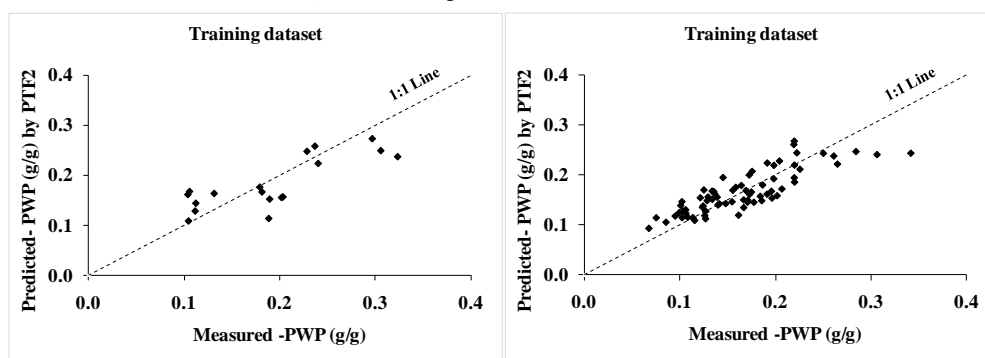 Training dataset
Predicted- PWP (g/g) by PTF2
0.4
0.3
0.2
0.1
0.0
1:1 Line
0.0 0.1 0.2 0.3 0.4
Measured -PWP (g/g)
Training dataset
Predicted- PWP (g/g) by PTF2
0.4
0.3
0.2
0.1
0.0
1:1 Line
0.0 0.1 0.2 0.3 0.4
Measured -PWP (g/g)